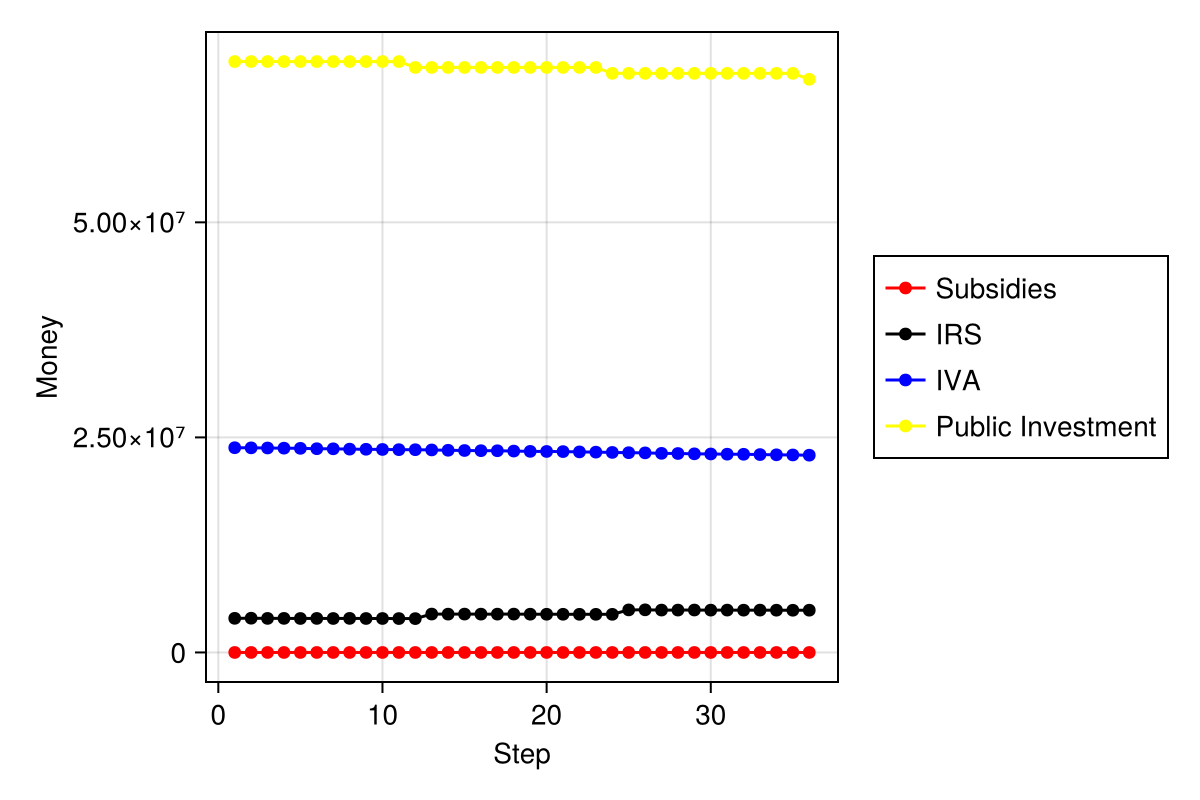 Money
5.00×10⁷
2.50×10⁷
0
0 10 20 30
Step
Subsidies
IRS
IVA
Public Investment